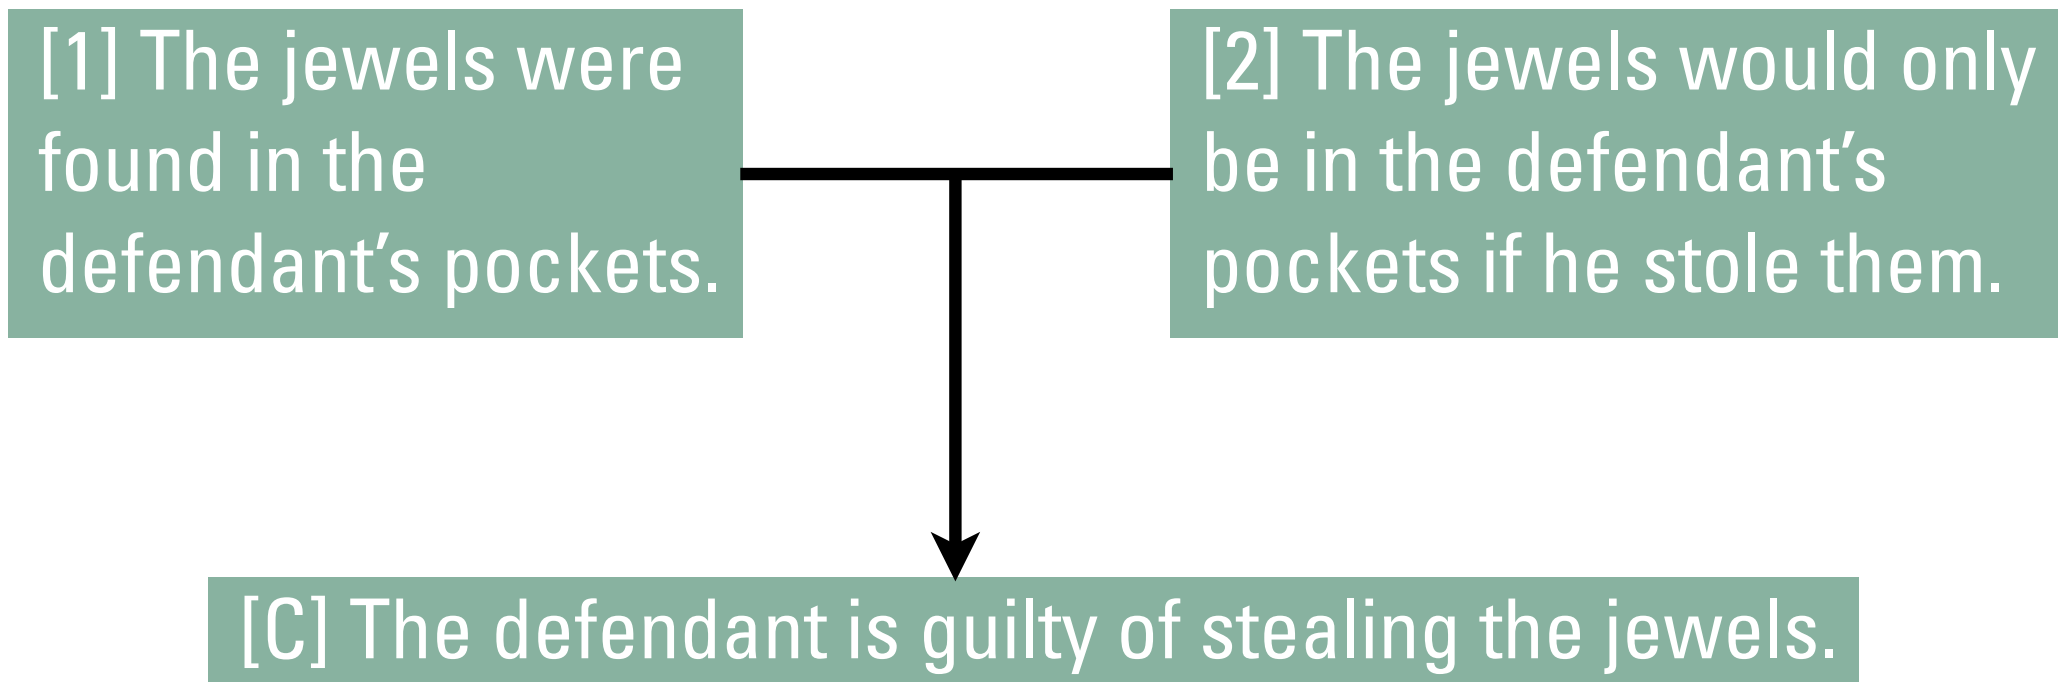 [1] The jewels were
found in the
defendant’s pockets.
[2] The jewels would only
be in the defendant’s
pockets if he stole them.
[C] The defendant is guilty of stealing the jewels.